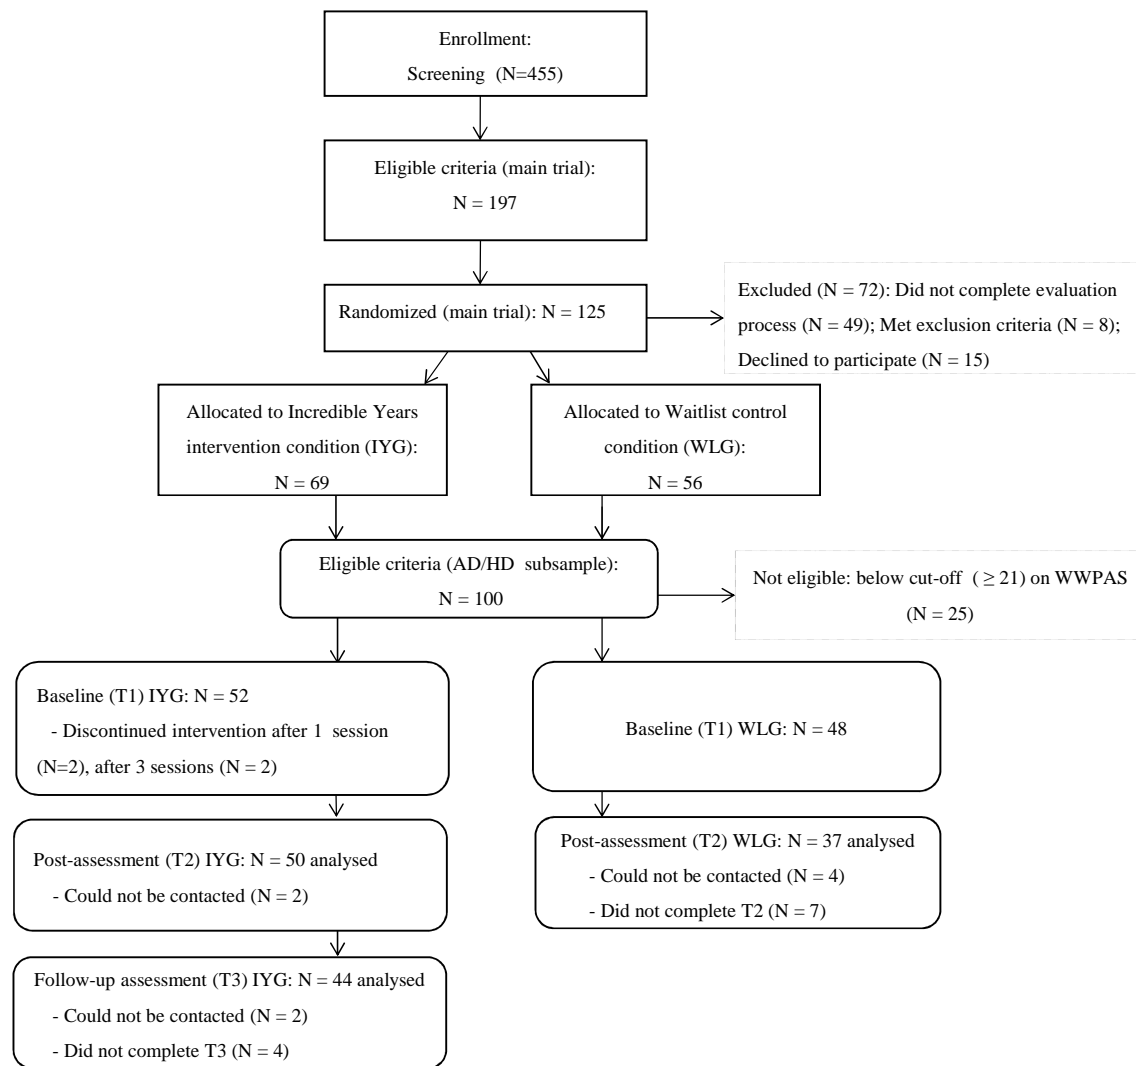 Enrollment:
Screening (N=455)
Eligible criteria (main trial):
N = 197
Randomized (main trial): N = 125
Excluded (N = 72): Did not complete evaluation
process (N = 49); Met exclusion criteria (N = 8);
Declined to participate (N = 15)
Allocated to Incredible Years
intervention condition (IYG):
N = 69
Allocated to Waitlist control
condition (WLG):
N = 56
Eligible criteria (AD/HD subsample):
N = 100
Not eligible: below cut-off ( ≥ 21) on WWPAS
(N = 25)
Baseline (T1) IYG: N = 52
- Discontinued intervention after 1 session
(N=2), after 3 sessions (N = 2)
Baseline (T1) WLG: N = 48
Post-assessment (T2) IYG: N = 50 analysed
- Could not be contacted (N = 2)
Post-assessment (T2) WLG: N = 37 analysed
- Could not be contacted (N = 4)
- Did not complete T2 (N = 7)
Follow-up assessment (T3) IYG: N = 44 analysed
- Could not be contacted (N = 2)
- Did not complete T3 (N = 4)